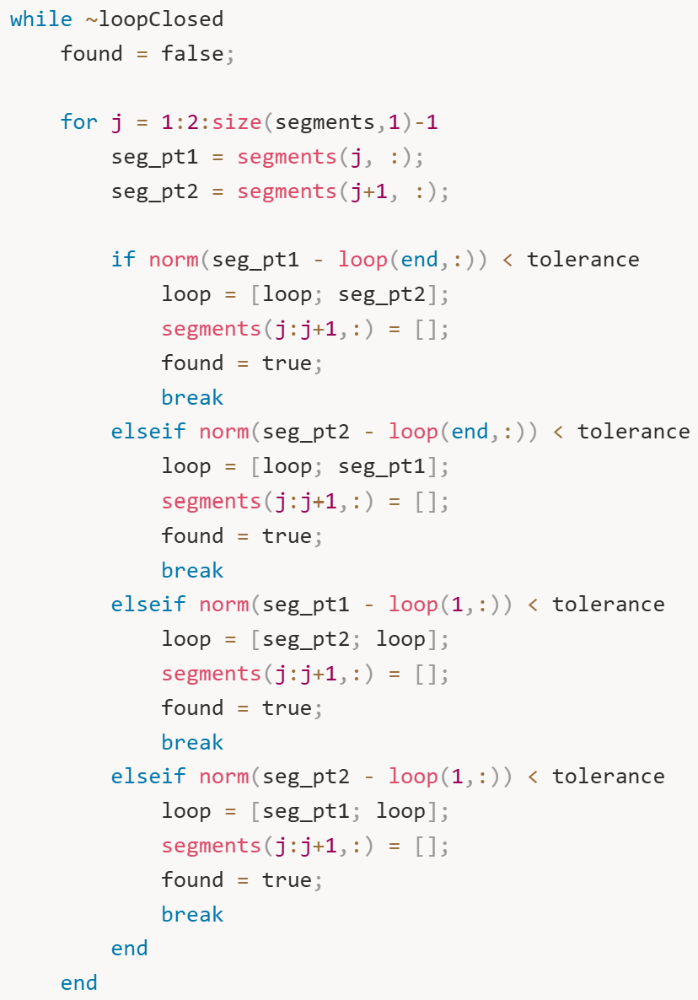 while ~loopClosed
    found = false;

    for j = 1:2:size(segments,1)-1
        seg_pt1 = segments(j, :);
        seg_pt2 = segments(j+1, :);

        if norm(seg_pt1 - loop(end,:)) < tolerance
            loop = [loop; seg_pt2];
            segments(j:j+1,:) = [];
            found = true;
            break
        elseif norm(seg_pt2 - loop(end,:)) < tolerance
            loop = [loop; seg_pt1];
            segments(j:j+1,:) = [];
            found = true;
            break
        elseif norm(seg_pt1 - loop(1,:)) < tolerance
            loop = [seg_pt2; loop];
            segments(j:j+1,:) = [];
            found = true;
            break
        elseif norm(seg_pt2 - loop(1,:)) < tolerance
            loop = [seg_pt1; loop];
            segments(j:j+1,:) = [];
            found = true;
            break
        end
    end